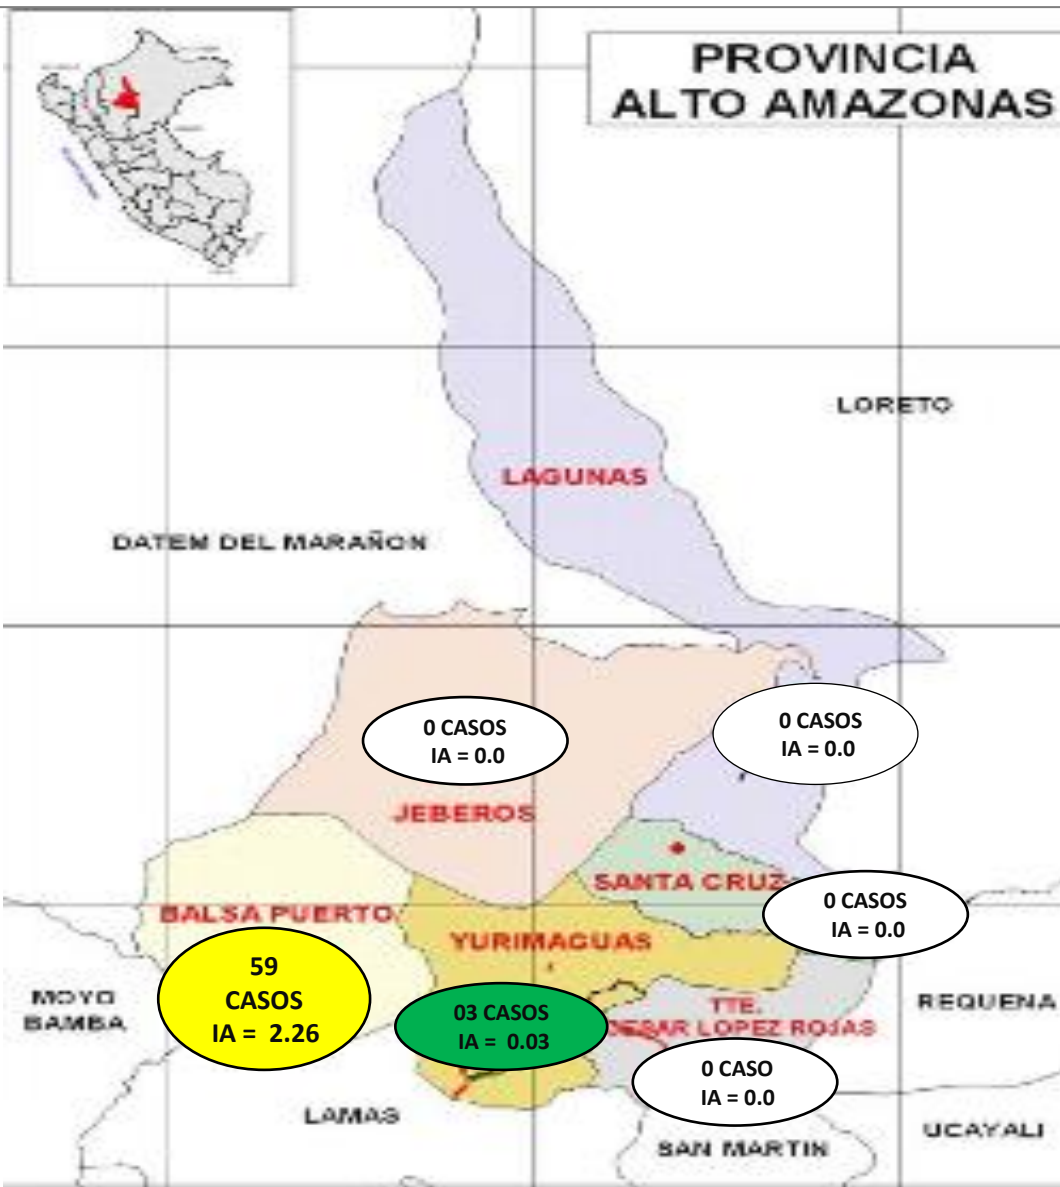 PROVINCIA
ALTO AMAZONAS
LORETO
LAGUNAS
DATEM DEL MARAÑON
0 CASOS
IA = 0.0
0 CASOS
IA = 0.0
JEBEROS
SANTA CRUZ
0 CASOS
IA = 0.0
BALSA PUERTO
YURIMAGUAS
59
CASOS
IA = 2.26
MOYO
BAMBA
03 CASOS
IA = 0.03
TTE.
CESAR LOPEZ ROJAS
REQUENA
0 CASO
IA = 0.0
LAMAS
UCAYALI
SAN MARTIN